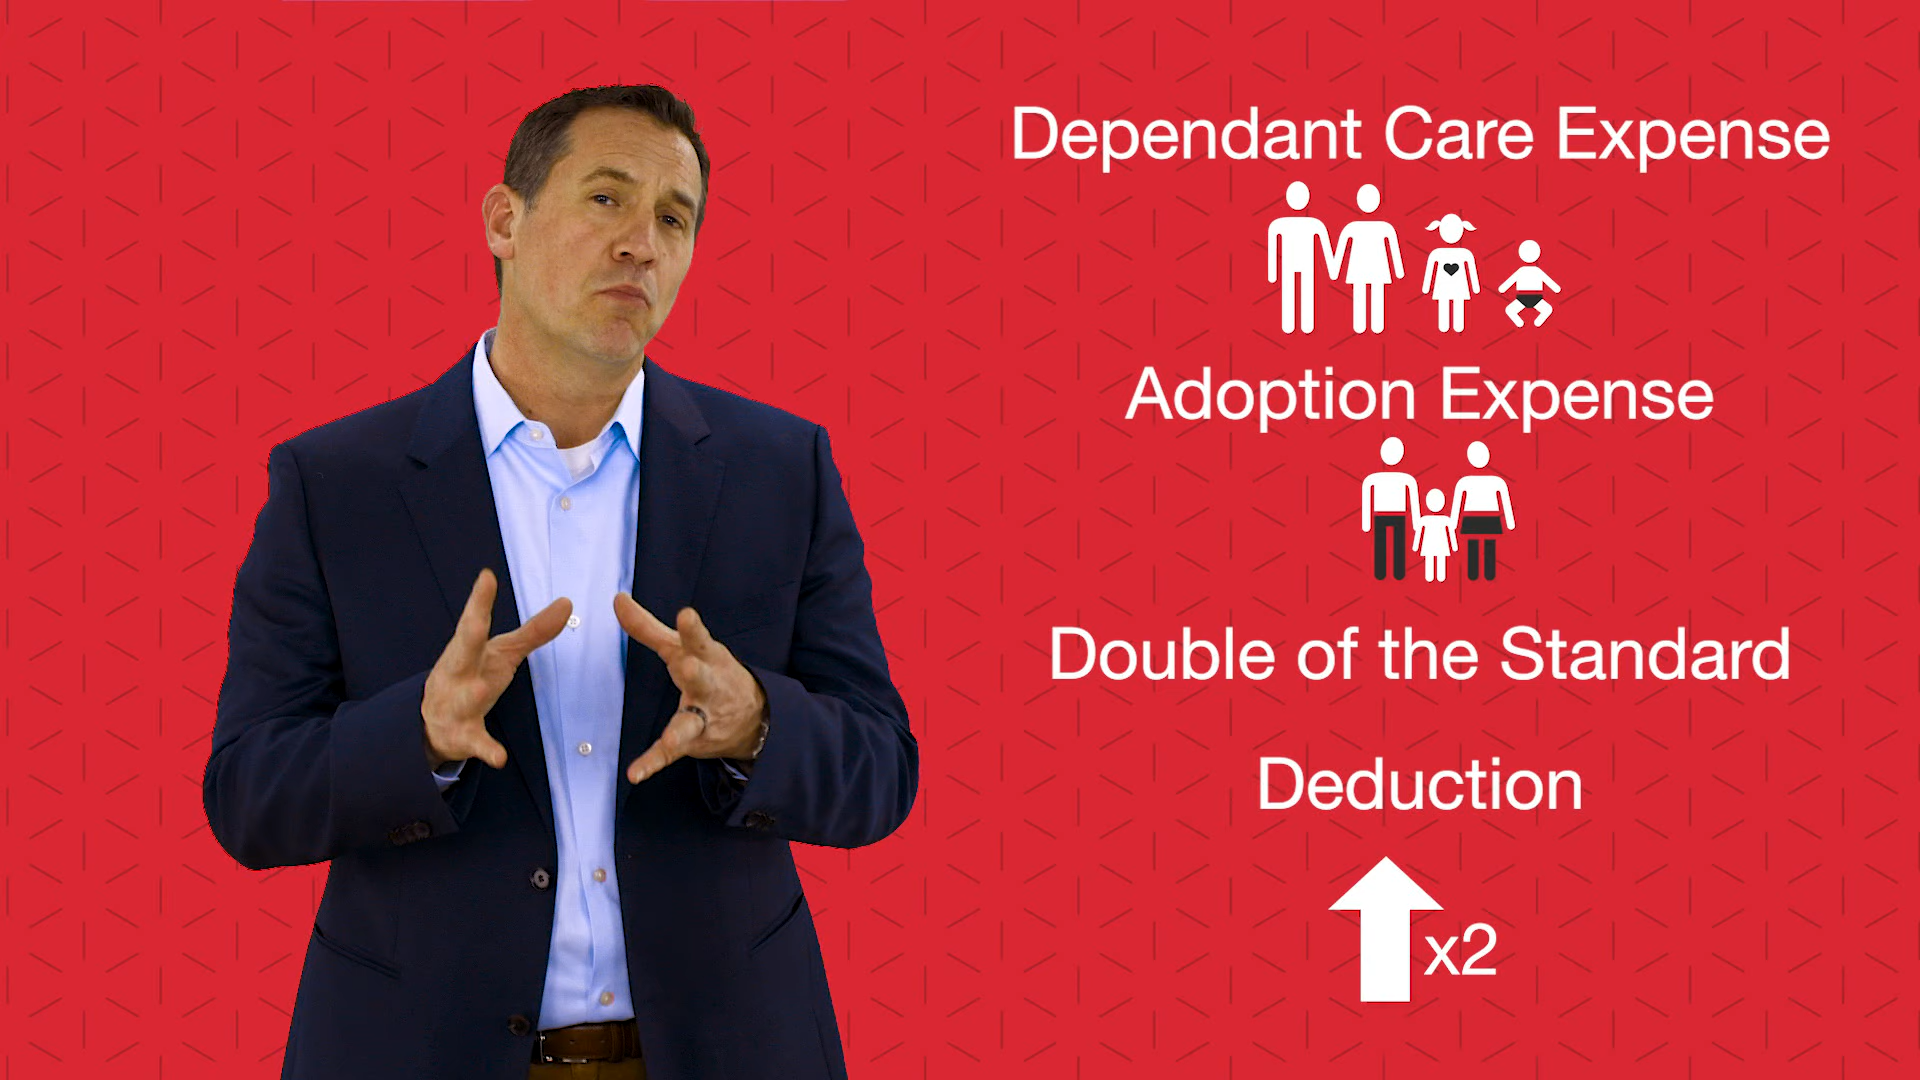 Dependant Care Expense
Adoption Expense
Double of the Standard
Deduction
x2